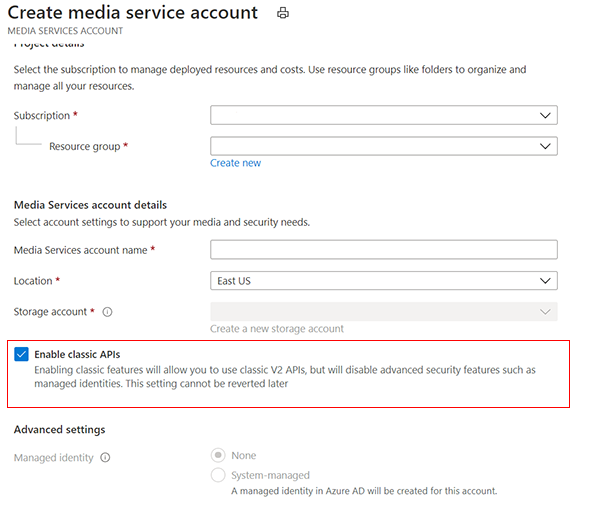 Create media service account
MEDIA SERVICES ACCOUNT
Project details
Select the subscription to manage deployed resources and costs. Use resource groups like folders to organize and
manage all your resources.
Subscription *
Resource group *
Create new
Media Services account details
Select account settings to support your media and security needs.
Media Services account name *
Location *
East US
Storage account *
Create a new storage account
Enable classic APIs
Enabling classic features will allow you to use classic V2 APIs, but will disable advanced security features such as
managed identities. This setting cannot be reverted later
Advanced settings
Managed identity
None
System-managed
A managed identity in Azure AD will be created for this account.